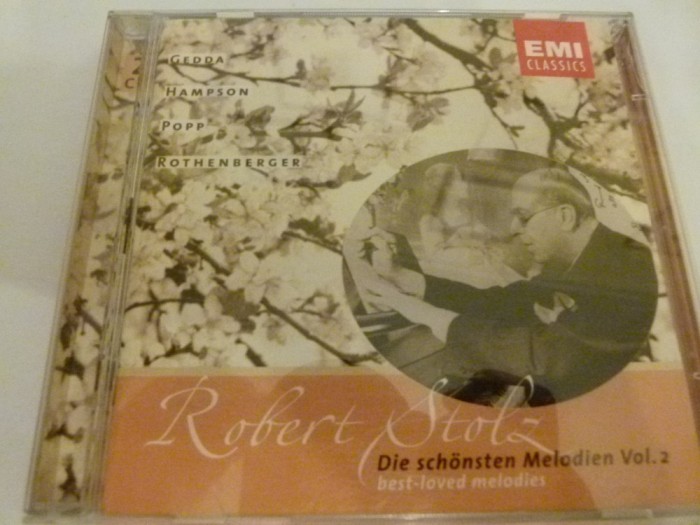 GEDDA
HAMPSON
POPP
ROTHENBERGER
EMI
CLASSICS
Robert Stolz
Die schönsten Melodien Vol. 2
best-loved melodies